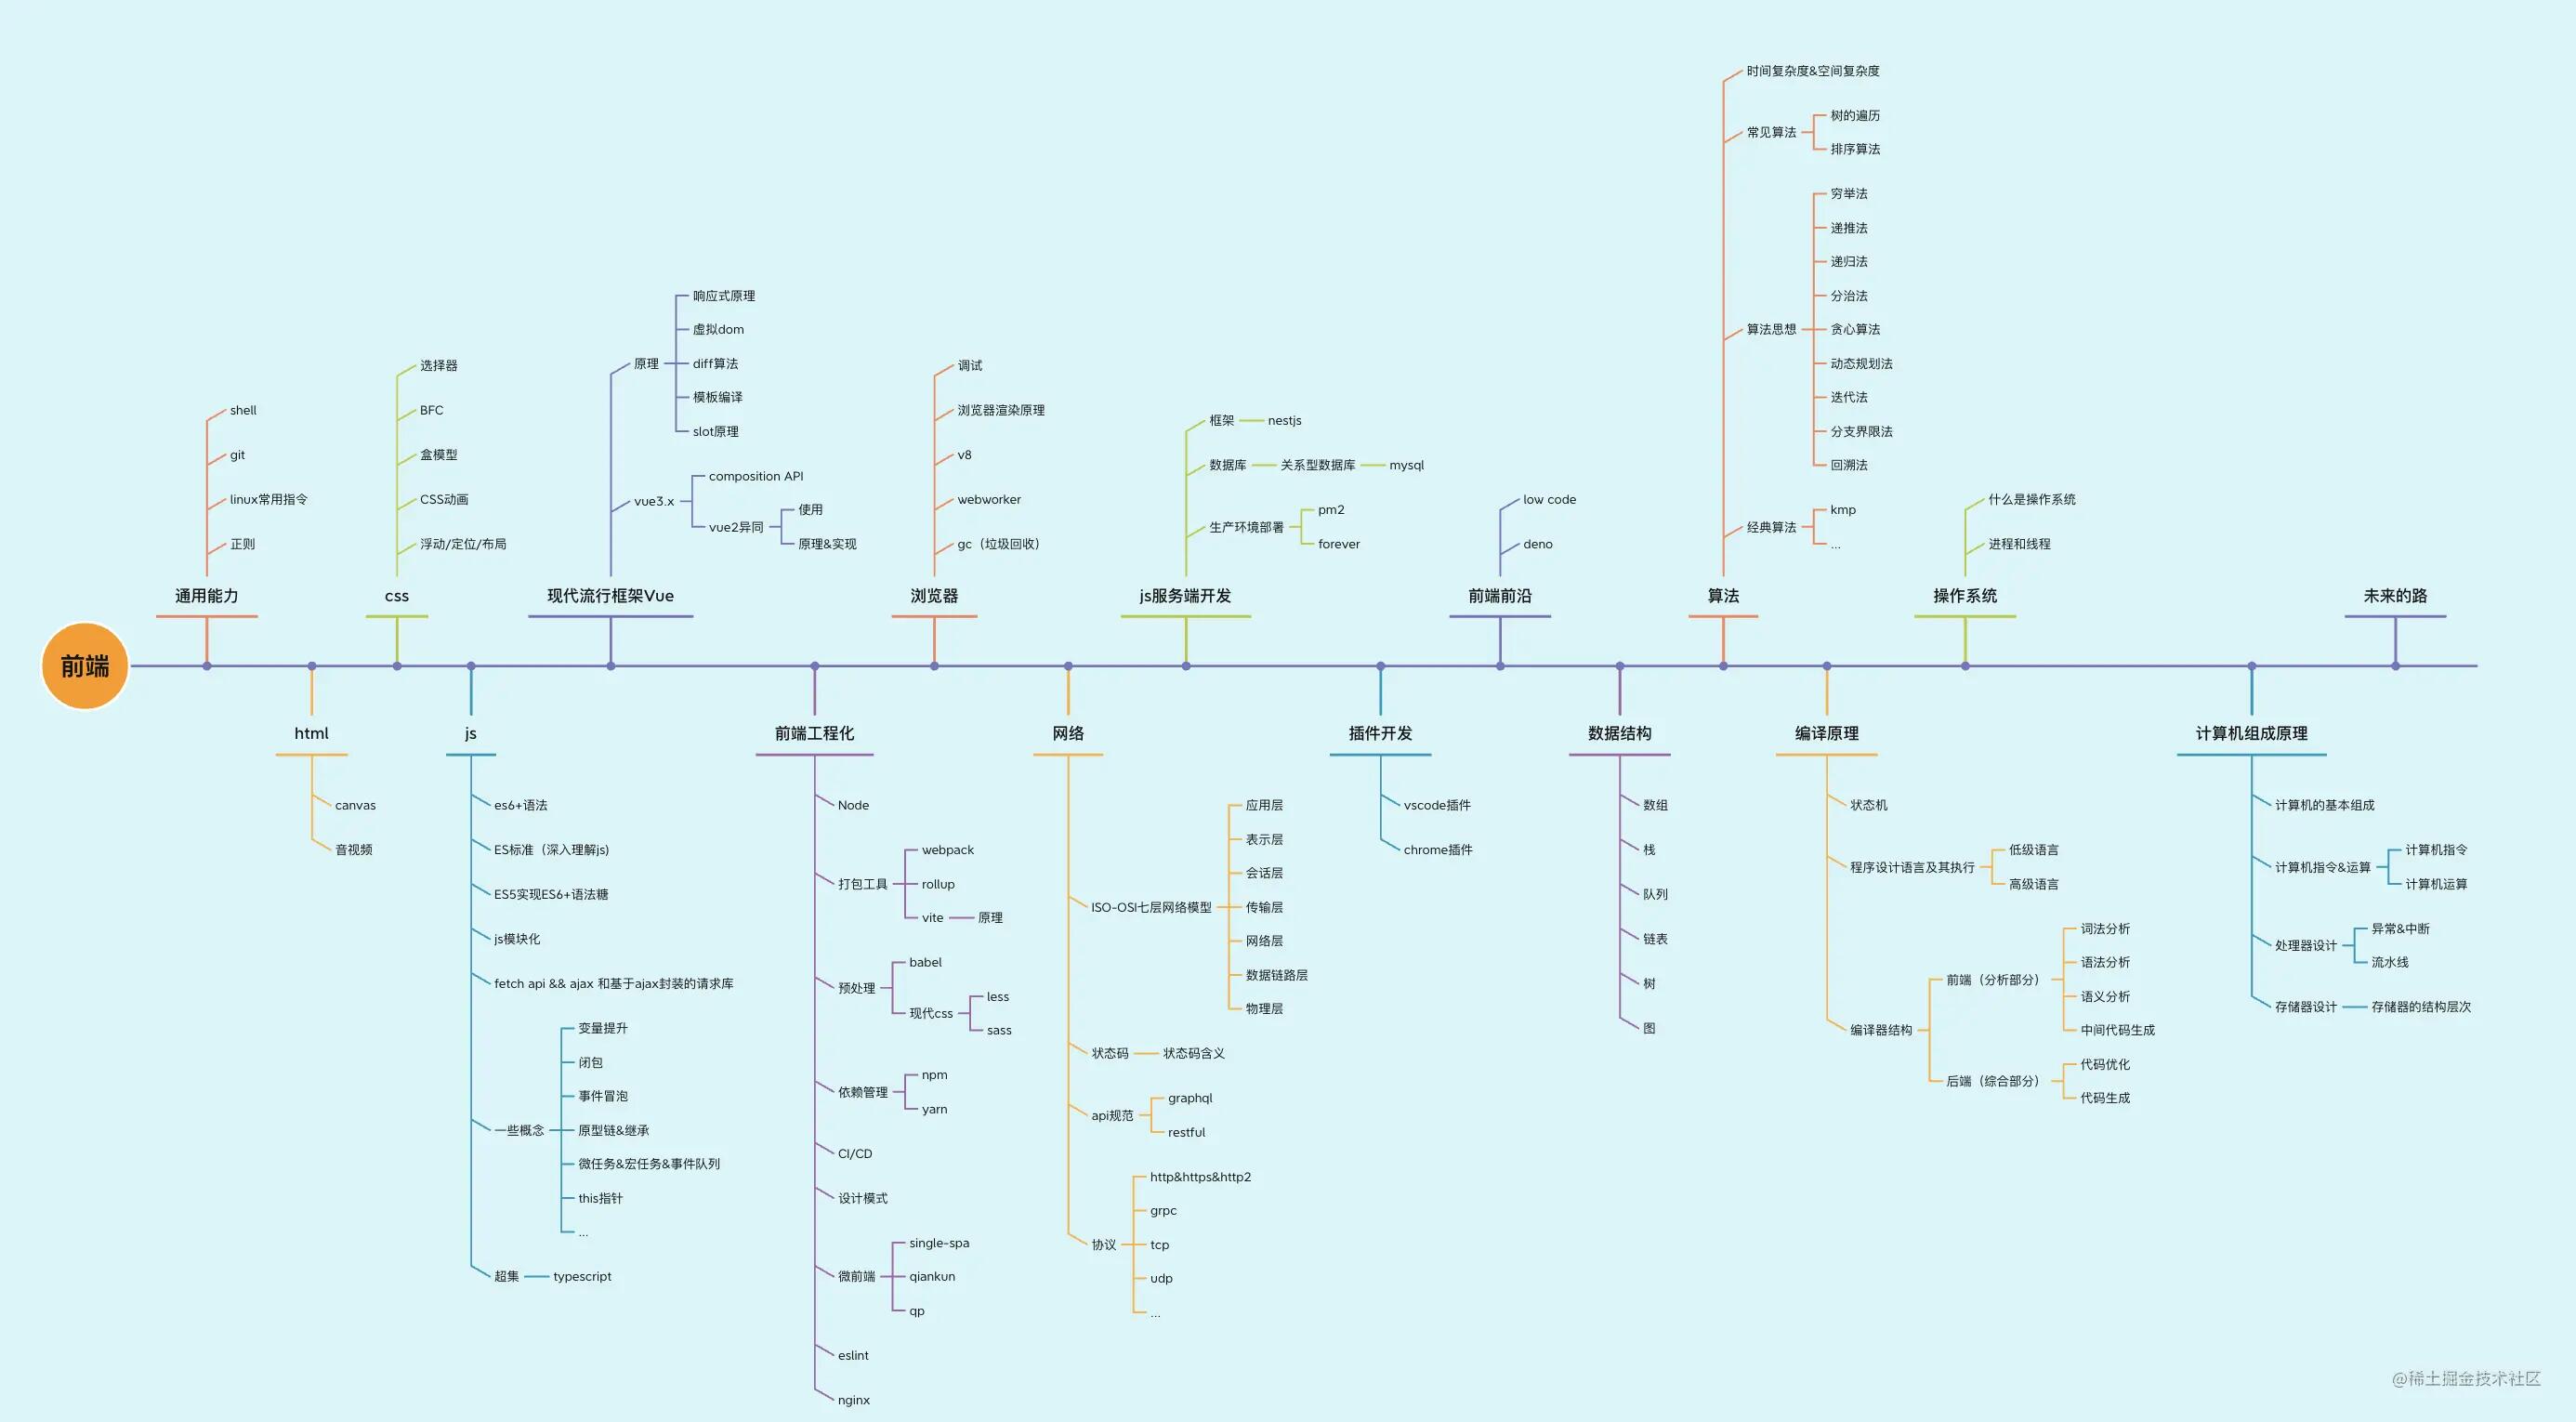 前端
通用能力
shell
git
linux常用指令
正则
html
canvas
音视频
css
选择器
BFC
盒模型
CSS动画
浮动/定位/布局
js
es6+语法
ES标准（深入理解js)
ES5实现ES6+语法糖
js模块化
fetch api && ajax 和基于ajax封装的请求库
一些概念
变量提升
闭包
事件冒泡
原型链&继承
微任务&宏任务&事件队列
this指针
...
超集
typescript
现代流行框架Vue
原理
响应式原理
虚拟dom
diff算法
模板编译
slot原理
vue3.x
composition API
vue2异同
使用
原理&实现
前端工程化
Node
打包工具
webpack
rollup
vite
原理
预处理
babel
现代css
less
sass
依赖管理
npm
yarn
CI/CD
设计模式
微前端
single-spa
qiankun
qp
eslint
nginx
浏览器
调试
浏览器渲染原理
v8
webworker
gc（垃圾回收）
网络
ISO-OSI七层网络模型
应用层
表示层
会话层
传输层
网络层
数据链路层
物理层
状态码
状态码含义
api规范
graphql
restful
协议
http&https&http2
grpc
tcp
udp
...
js服务端开发
框架
nestjs
数据库
关系型数据库
mysql
生产环境部署
pm2
forever
插件开发
vscode插件
chrome插件
前端前沿
low code
deno
数据结构
数组
栈
队列
链表
树
图
算法
时间复杂度&空间复杂度
常见算法
树的遍历
排序算法
算法思想
穷举法
递推法
递归法
分治法
贪心算法
动态规划法
迭代法
分支界限法
回溯法
经典算法
kmp
...
编译原理
状态机
程序设计语言及其执行
低级语言
高级语言
编译器结构
前端（分析部分）
词法分析
语法分析
语义分析
中间代码生成
后端（综合部分）
代码优化
代码生成
操作系统
什么是操作系统
进程和线程
计算机组成原理
计算机的基本组成
计算机指令&运算
计算机指令
计算机运算
处理器设计
异常&中断
流水线
存储器设计
存储器的结构层次
未来的路
@稀土掘金技术社区